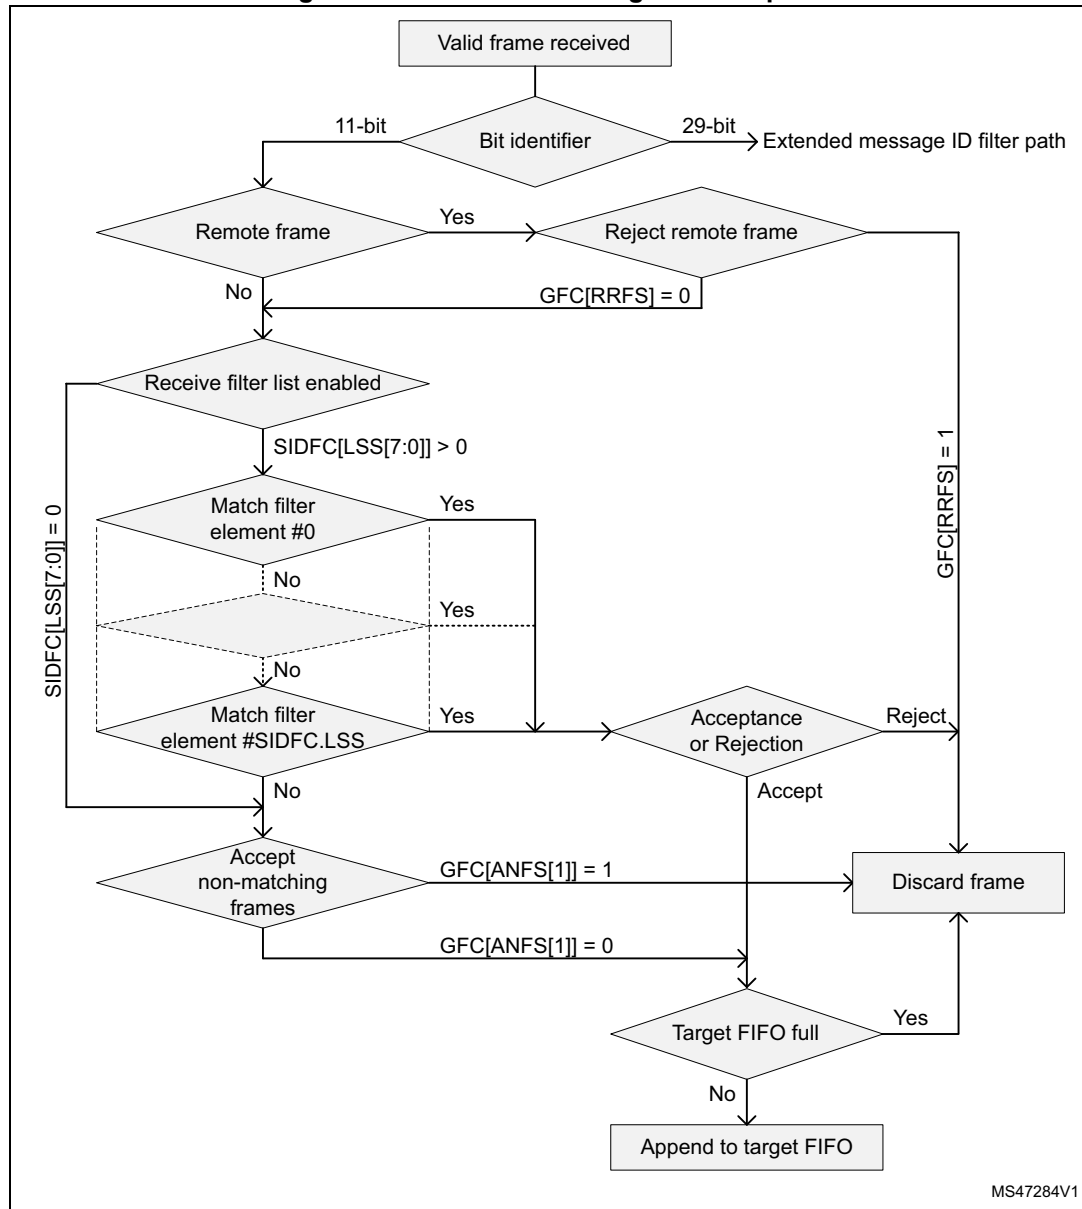 Valid frame received
11-bit
Bit identifier
29-bit
Extended message ID filter path
Remote frame
Yes
Reject remote frame
No
GFC[RRFS] = 0
Receive filter list enabled
SIDFC[LSS[7:0]] > 0
SIDFC[LSS[7:0]] = 0
GFC[RRFS] = 1
Match filter
element #0
Yes
No
Yes
No
Match filter
element #SIDFC.LSS
Yes
Acceptance
or Rejection
Reject
No
Accept
Accept
non-matching
frames
GFC[ANFS[1]] = 1
Discard frame
GFC[ANFS[1]] = 0
Target FIFO full
Yes
No
Append to target FIFO
MS47284V1